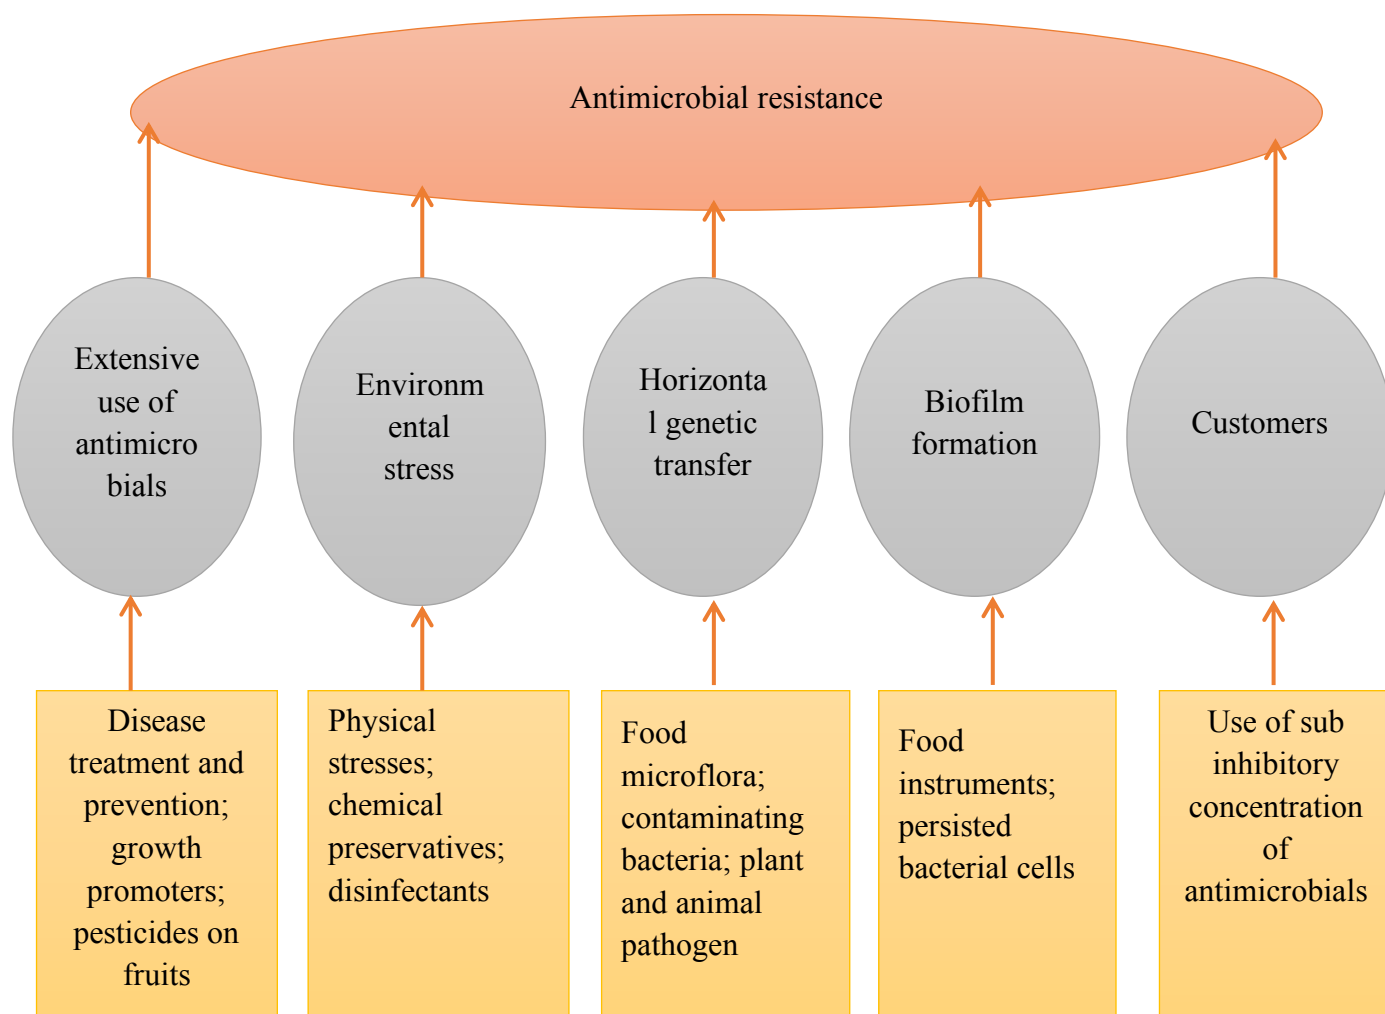 Antimicrobial resistance
Extensive
use of
antimicro
bials
Environm
ental
stress
Horizonta
l genetic
transfer
Biofilm
formation
Customers
Disease
treatment and
prevention;
growth
promoters;
pesticides on
fruits
Physical
stresses;
chemical
preservatives;
disinfectants
Food
microflora;
contaminating
bacteria; plant
and animal
pathogen
Food
instruments;
persisted
bacterial cells
Use of sub
inhibitory
concentration
of
antimicrobials